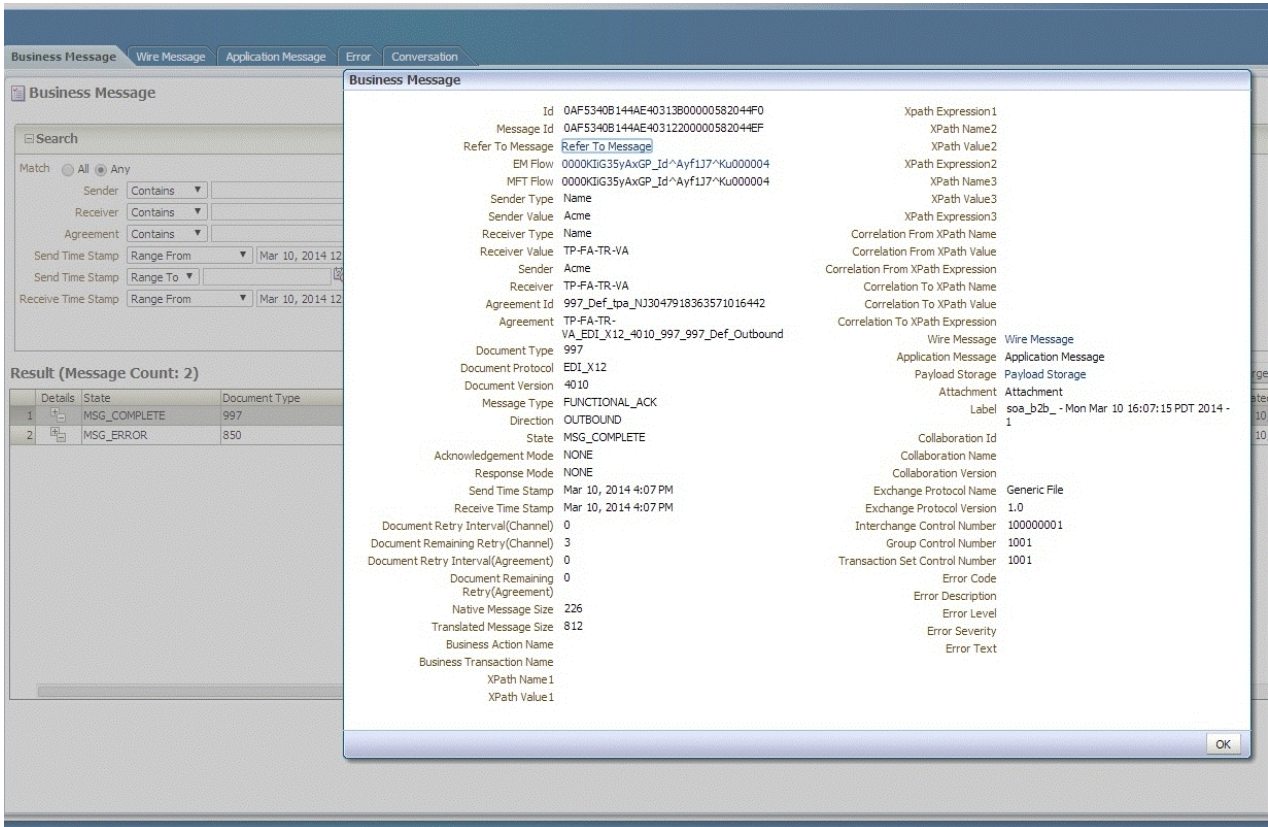 Business Message
Wire Message
Application Message
Error
Conversation
Business Message
Search
Match All Any
Sender Contains
Receiver Contains
Agreement Contains
Send Time Stamp Range From Mar 10, 2014 12
Send Time Stamp Range To
Receive Time Stamp Range From Mar 10, 2014 12
Result (Message Count: 2)
Details State Document Type
1 MSG_COMPLETE 997
2 MSG_ERROR 850
10
10
Business Message
Id 0AF5340B144AE40313B00000582044F0
Message Id 0AF5340B144AE40312200000582044EF
Refer To Message Refer To Message
EM Flow 0000KIiG35yAxGP_Id^Ayf1J7^Ku000004
MFT Flow 0000KIiG35yAxGP_Id^Ayf1J7^Ku000004
Sender Type Name
Sender Value Acme
Receiver Type Name
Receiver Value TP-FA-TR-VA
Sender Acme
Receiver TP-FA-TR-VA
Agreement Id 997_Def_tpa_NJ3047918363571016442
Agreement TP-FA-TR-
VA_EDI_X12_4010_997_997_Def_Outbound
Document Type 997
Document Protocol EDI_X12
Document Version 4010
Message Type FUNCTIONAL_ACK
Direction OUTBOUND
State MSG_COMPLETE
Acknowledgement Mode NONE
Response Mode NONE
Send Time Stamp Mar 10, 2014 4:07 PM
Receive Time Stamp Mar 10, 2014 4:07 PM
Document Retry Interval(Channel) 0
Document Remaining Retry(Channel) 3
Document Retry Interval(Agreement) 0
Document Remaining 0
Retry(Agreement)
Native Message Size 226
Translated Message Size 812
Business Action Name
Business Transaction Name
XPath Name1
XPath Value1
Xpath Expression1
XPath Name2
XPath Value2
XPath Expression2
XPath Name3
XPath Value3
XPath Expression3
Correlation From XPath Name
Correlation From XPath Value
Correlation From XPath Expression
Correlation To XPath Name
Correlation To XPath Value
Correlation To XPath Expression
Wire Message Wire Message
Application Message Application Message
Payload Storage Payload Storage
Attachment Attachment
Label soa_b2b_ - Mon Mar 10 16:07:15 PDT 2014 -
1
Collaboration Id
Collaboration Name
Collaboration Version
Exchange Protocol Name Generic File
Exchange Protocol Version 1.0
Interchange Control Number 100000001
Group Control Number 1001
Transaction Set Control Number 1001
Error Code
Error Description
Error Level
Error Severity
Error Text
OK